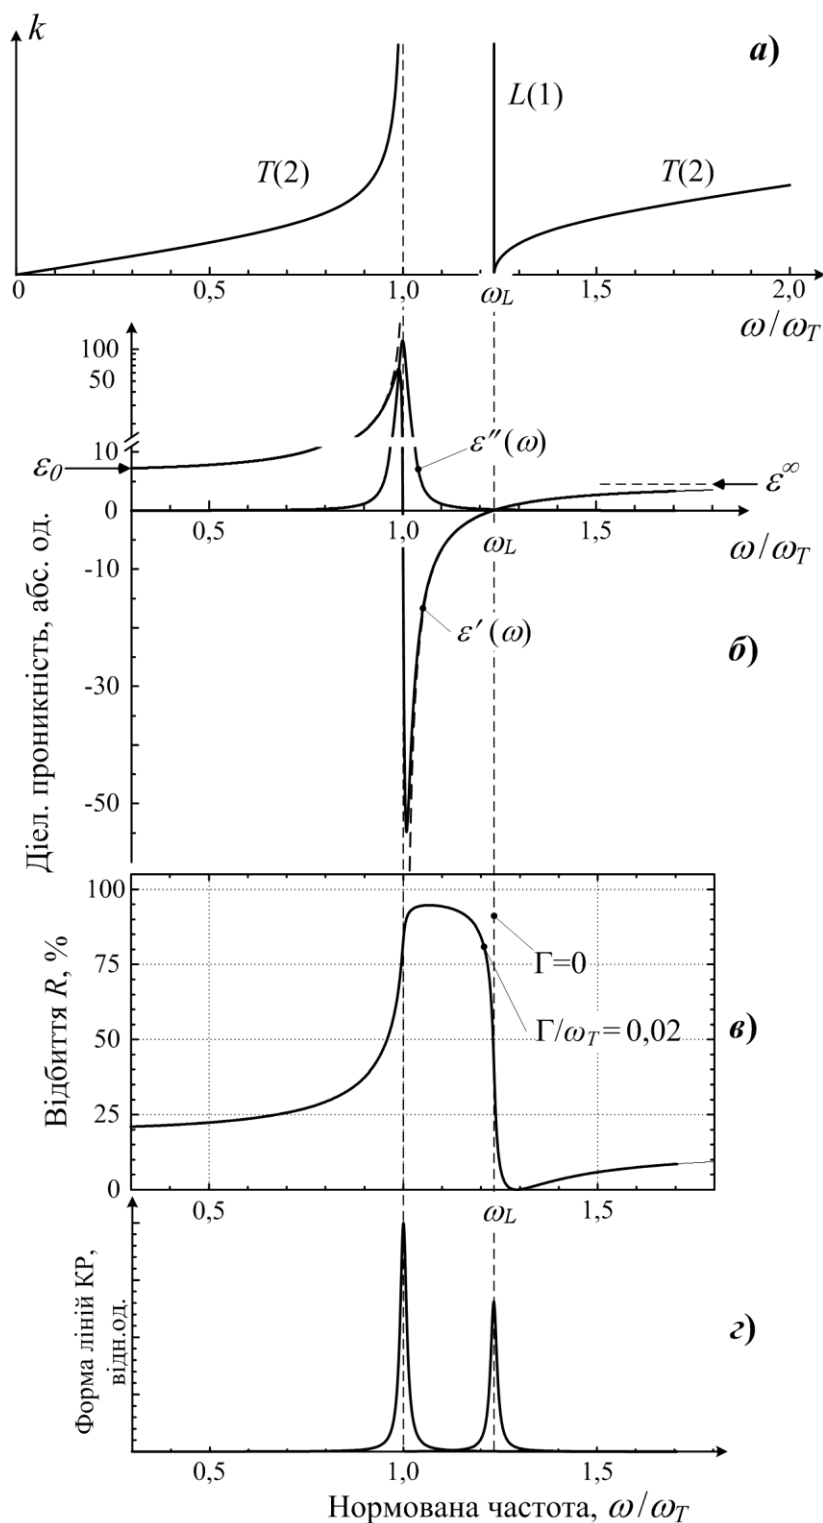 k
а)
L(1)
T(2)
T(2)
0
0,5
1,0
ω_L
1,5
2,0
ω/ω_T
100
50
10
ε''(ω)
ε_0
ε^∞
0
0,5
1,0
ω_L
1,5
ω/ω_T
-10
ε'(ω)
б)
-30
-50
Діел. проникність, абс. од.
100
75
50
25
0
Γ=0
Γ/ω_T = 0,02
в)
Відбиття R, %
0,5
1,0
ω_L
1,5
г)
Форма ліній КР,
відн.од.
0,5
1,0
1,5
Нормована частота, ω/ω_T